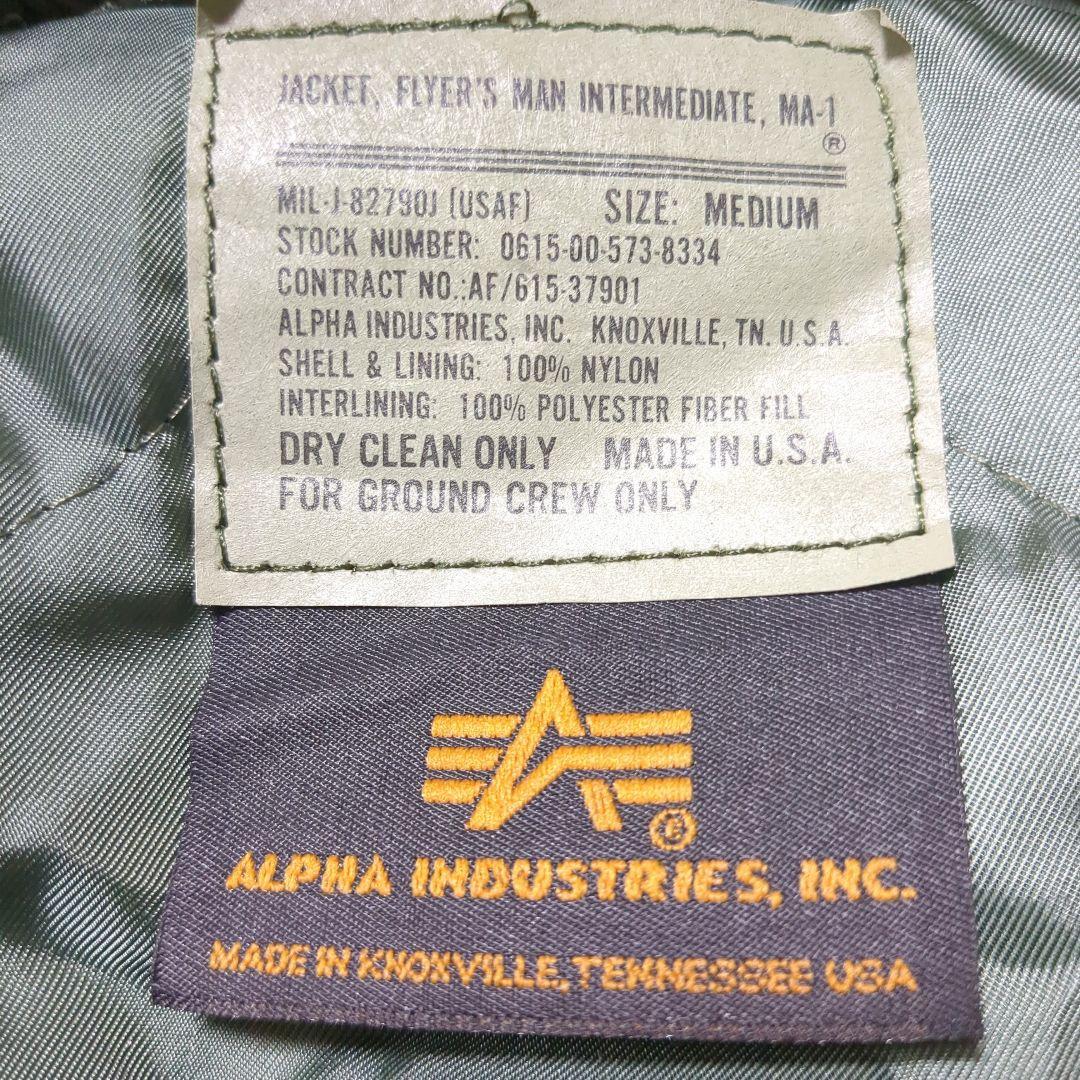 JACKET, FLYER'S MAN INTERMEDIATE, MA-1
®
MIL-J-82790J (USAF) SIZE: MEDIUM
STOCK NUMBER: 0615-00-573-8334
CONTRACT NO.:AF/615-37901
ALPHA INDUSTRIES, INC. KNOXVILLE, TN. U.S.A.
SHELL & LINING: 100% NYLON
INTERLINING: 100% POLYESTER FIBER FILL
DRY CLEAN ONLY MADE IN U.S.A.
FOR GROUND CREW ONLY
®
ALPHA INDUSTRIES, INC.
MADE IN KNOXVILLE, TENNESSEE USA